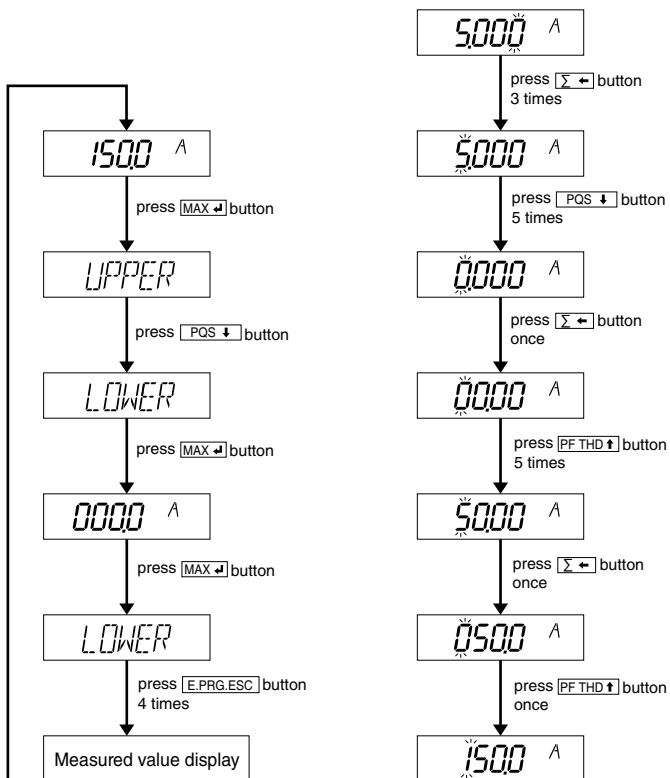 150.0 A
press MAX ↵ button
UPPER
press PQS ↓ button
LOWER
press MAX ↵ button
000.0 A
press MAX ↵ button
LOWER
press E.PRG.ESC button
4 times
Measured value display
5.000 A
press ∑ ← button
3 times
5.000 A
press PQS ↓ button
5 times
0.000 A
press ∑ ← button
once
00.00 A
press PF THD ↑ button
5 times
50.00 A
press ∑ ← button
once
050.0 A
press PF THD ↑ button
once
150.0 A